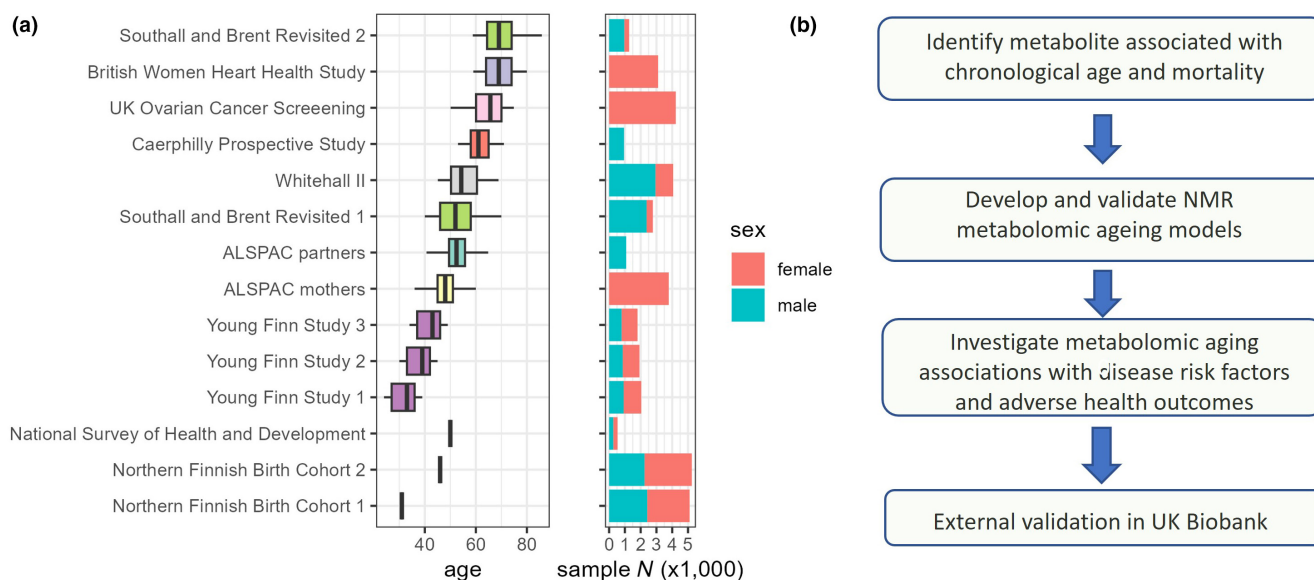 (a)
Southall and Brent Revisited 2
British Women Heart Health Study
UK Ovarian Cancer Screeening
Caerphilly Prospective Study
Whitehall II
Southall and Brent Revisited 1
ALSPAC partners
ALSPAC mothers
Young Finn Study 3
Young Finn Study 2
Young Finn Study 1
National Survey of Health and Development
Northern Finnish Birth Cohort 2
Northern Finnish Birth Cohort 1
40 60 80
age
0 1 2 3 4 5
sample N (x1,000)
sex
female
male
(b)
Identify metabolite associated with
chronological age and mortality
Develop and validate NMR
metabolomic ageing models
Investigate metabolomic aging
associations with disease risk factors
and adverse health outcomes
External validation in UK Biobank